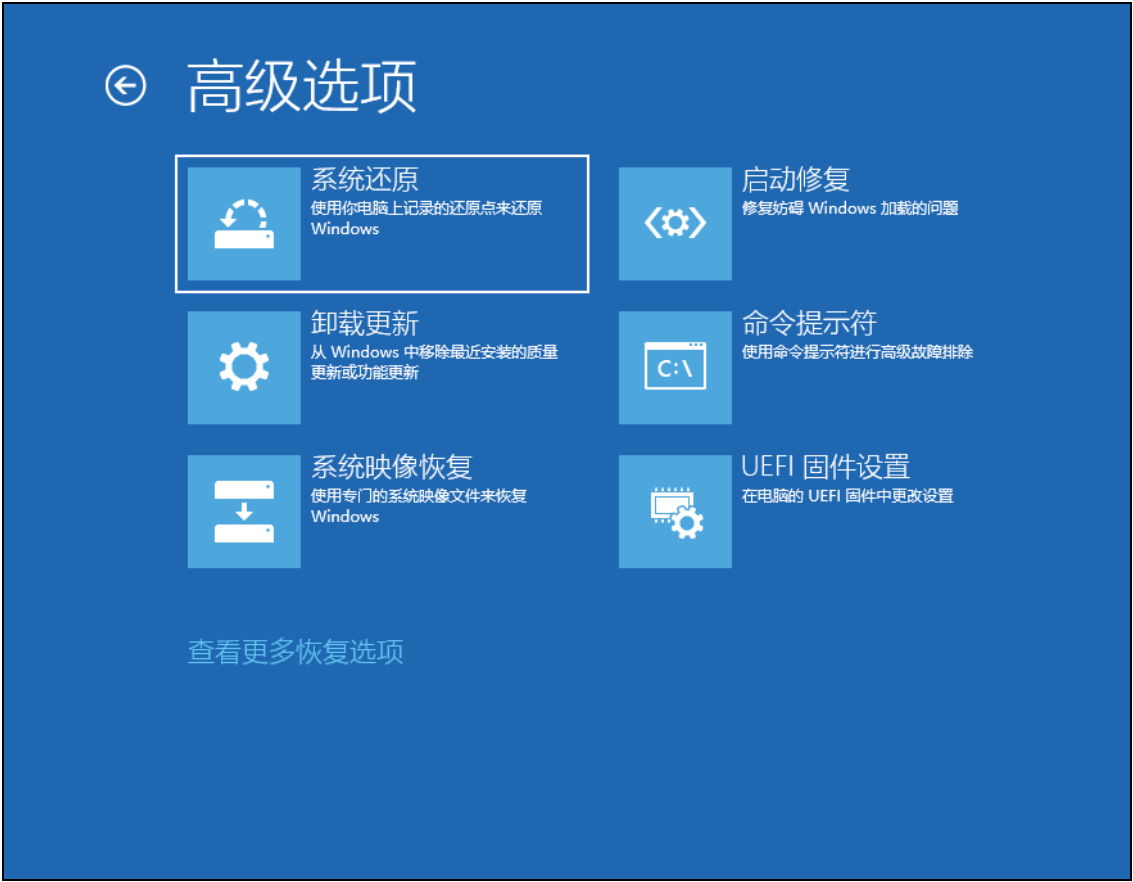 高级选项
系统还原
使用你电脑上记录的还原点来还原
Windows
启动修复
修复妨碍 Windows 加载的问题
卸载更新
从 Windows 中移除最近安装的质量
更新或功能更新
命令提示符
使用命令提示符进行高级故障排除
C:\
系统映像恢复
使用专门的系统映像文件来恢复
Windows
UEFI 固件设置
在电脑的 UEFI 固件中更改设置
查看更多恢复选项